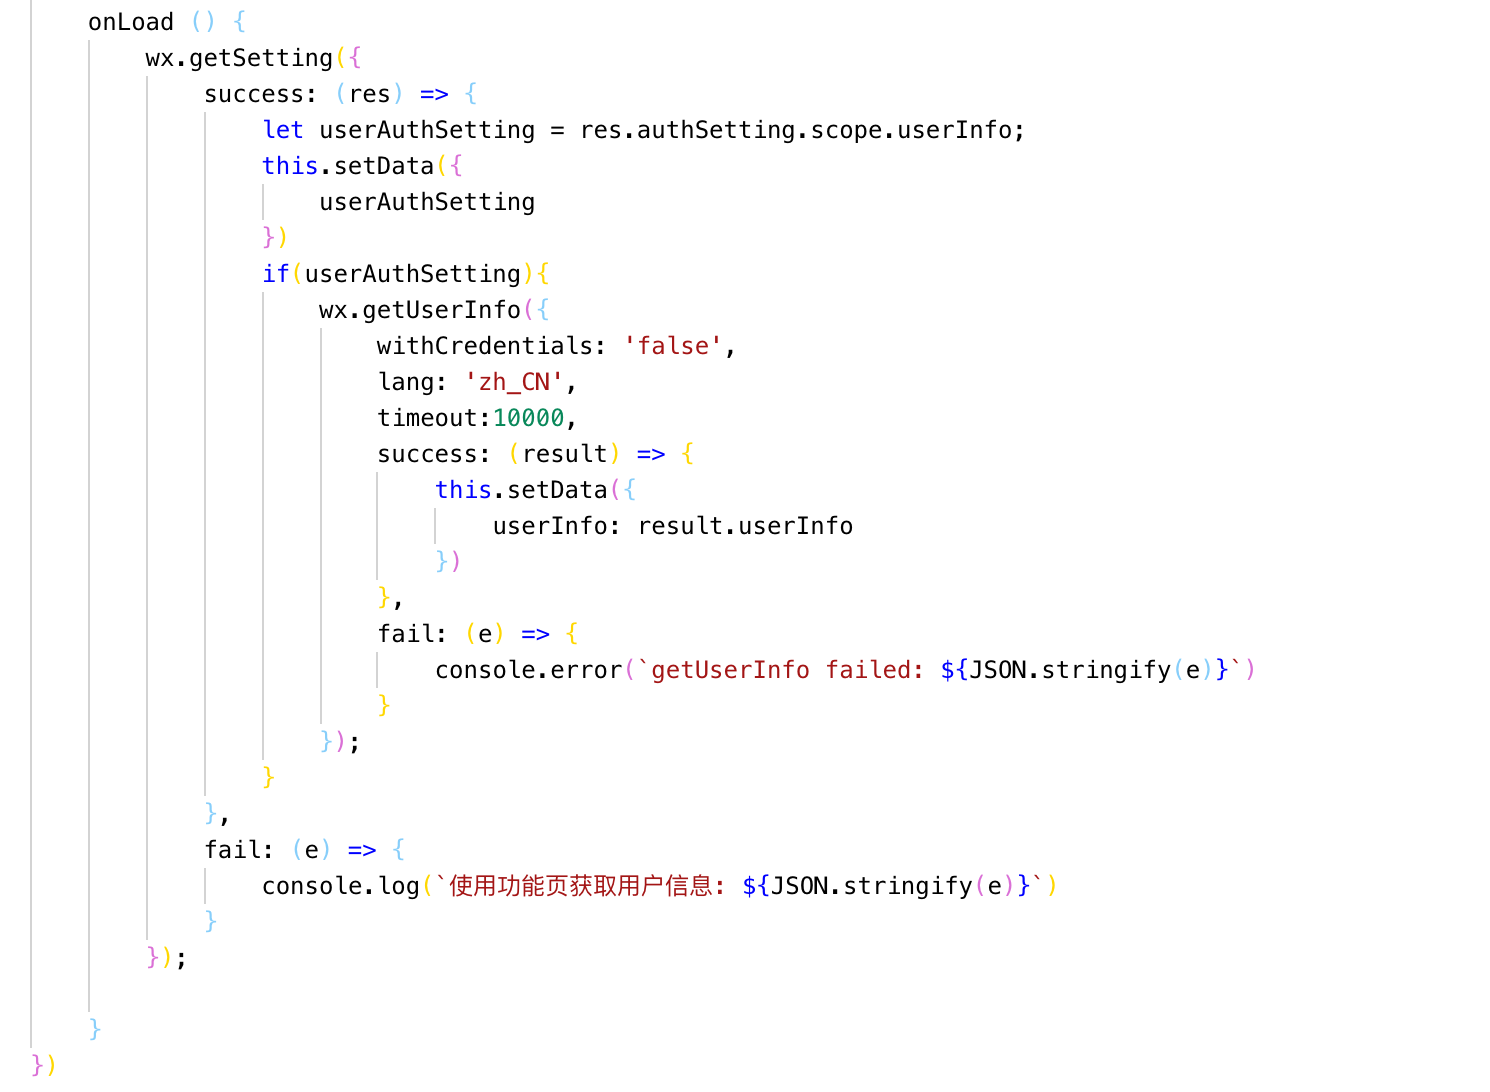 onLoad () {
wx.getSetting({
success: (res) => {
let userAuthSetting = res.authSetting.scope.userInfo;
this.setData({
userAuthSetting
})
if(userAuthSetting){
wx.getUserInfo({
withCredentials: 'false',
lang: 'zh_CN',
timeout:10000,
success: (result) => {
this.setData({
userInfo: result.userInfo
})
},
fail: (e) => {
console.error(`getUserInfo failed: ${JSON.stringify(e)}`)
}
});
}
},
fail: (e) => {
console.log(`使用功能页获取用户信息: ${JSON.stringify(e)}`)
}
});
}
})